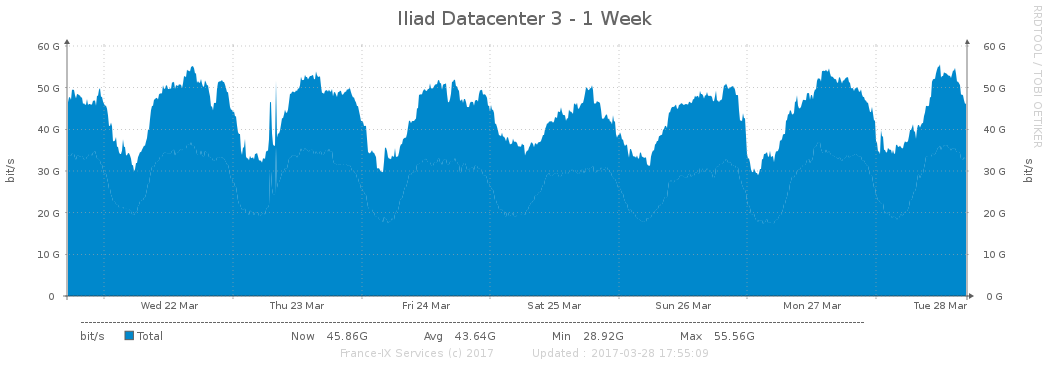 Iliad Datacenter 3 - 1 Week
RRDTOOL / TOBI OETIKER
60 G 60 G
50 G 50 G
40 G 40 G
30 G 30 G
20 G 20 G
10 G 10 G
0 0 G
bit/s bit/s
Wed 22 Mar Thu 23 Mar Fri 24 Mar Sat 25 Mar Sun 26 Mar Mon 27 Mar Tue 28 Mar
bit/s Total Now 45.86G Avg 43.64G Min 28.92G Max 55.56G
France-IX Services (c) 2017 Updated : 2017-03-28 17:55:09